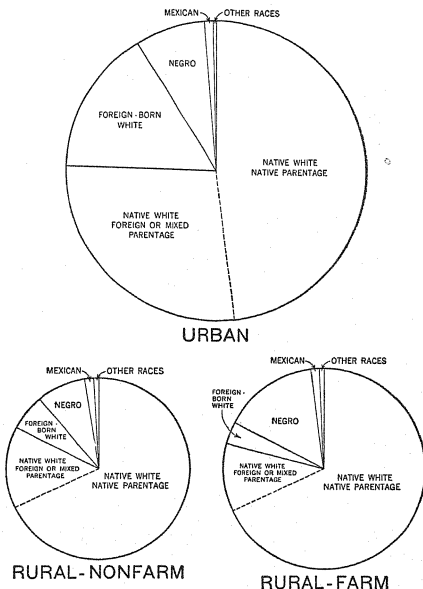 MEXICAN
OTHER RACES
NEGRO
FOREIGN-BORN
WHITE
NATIVE WHITE
NATIVE PARENTAGE
NATIVE WHITE
FOREIGN OR MIXED
PARENTAGE
URBAN
MEXICAN
OTHER RACES
NEGRO
FOREIGN-
BORN
WHITE
NATIVE WHITE
FOREIGN OR MIXED
PARENTAGE
NATIVE WHITE
NATIVE PARENTAGE
RURAL-NONFARM
MEXICAN
OTHER RACES
FOREIGN-
BORN
WHITE
NEGRO
NATIVE WHITE
FOREIGN OR MIXED
PARENTAGE
NATIVE WHITE
NATIVE PARENTAGE
RURAL-FARM